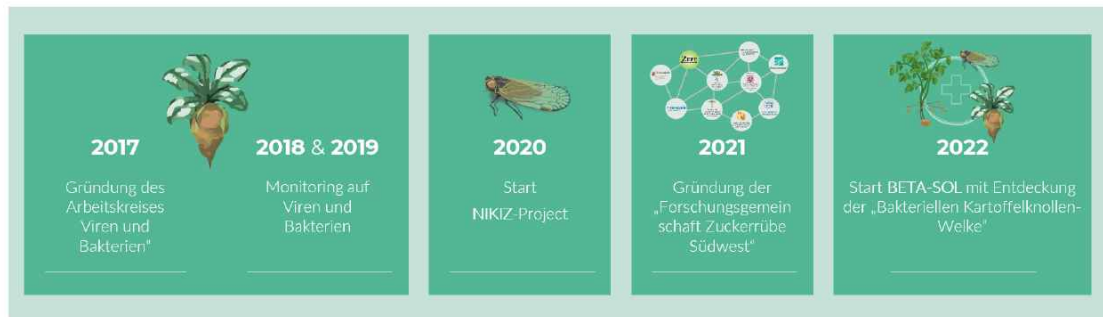 2017
Gründung des
Arbeitskreises
Viren und
Bakterien"
2018 & 2019
Monitoring auf
Viren und
Bakterien
2020
Start
NIKIZ-Project
2021
Gründung der
„Forschungsgemein
schaft Zuckerrübe
Südwest"
2022
Start BETA-SOL mit Entdeckung
der „Bakteriellen Kartoffelknollen-
Welke"